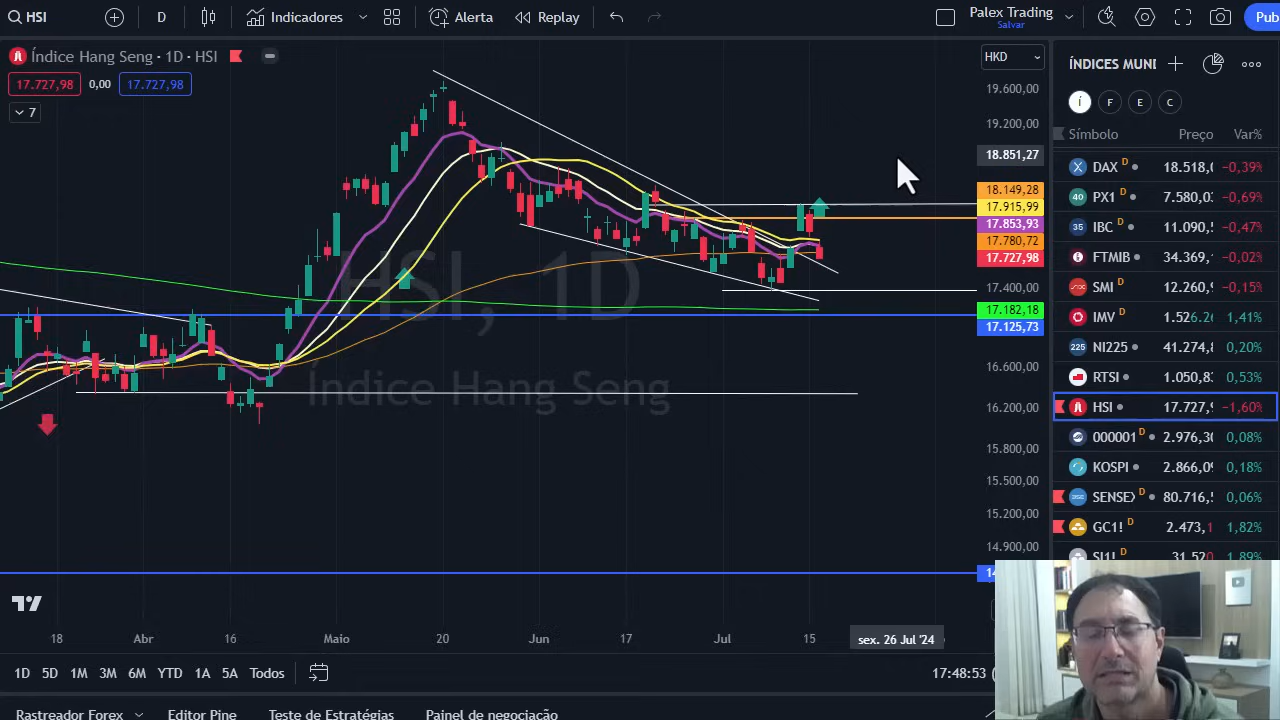 HSI
D
Indicadores
Alerta
Replay
Palex Trading
Salvar
Pub
Índice Hang Seng · 1D · HSI
17.727,98
0,00
17.727,98
7
HKD
19.600,00
19.200,00
18.851,27
18.149,28
17.915,99
17.853,93
17.780,72
17.727,98
17.400,00
17.182,18
17.125,73
16.600,00
16.200,00
15.800,00
15.500,00
15.200,00
14.900,00
HSI, 1D
Índice Hang Seng
18
Abr
16
Maio
20
Jun
17
Jul
15
sex. 26 Jul '24
1D
5D
1M
3M
6M
YTD
1A
5A
Todos
17:48:53
Rastreador Forex
Editor Pine
Teste de Estratégias
Painel de negociação
ÍNDICES MUNI
Í
F
E
C
Símbolo
Preço
Var%
DAX D 18.518,0 −0,39%
PX1 D 7.580,0 −0,69%
IBC D 11.090,5 −0,47%
FTMIB 34.369,1 −0,02%
SMI D 12.260,9 −0,15%
IMV D 1.526.26 1,41%
NI225 41.274,8 0,20%
RTSI 1.050,8 0,53%
HSI 17.727,9 −1,60%
000001 D 2.976,30 0,08%
KOSPI 2.866,0 0,18%
SENSEX D 80.716,5 0,06%
GC1! D 2.473,1 1,82%
SI1! D 31.520 1,89%